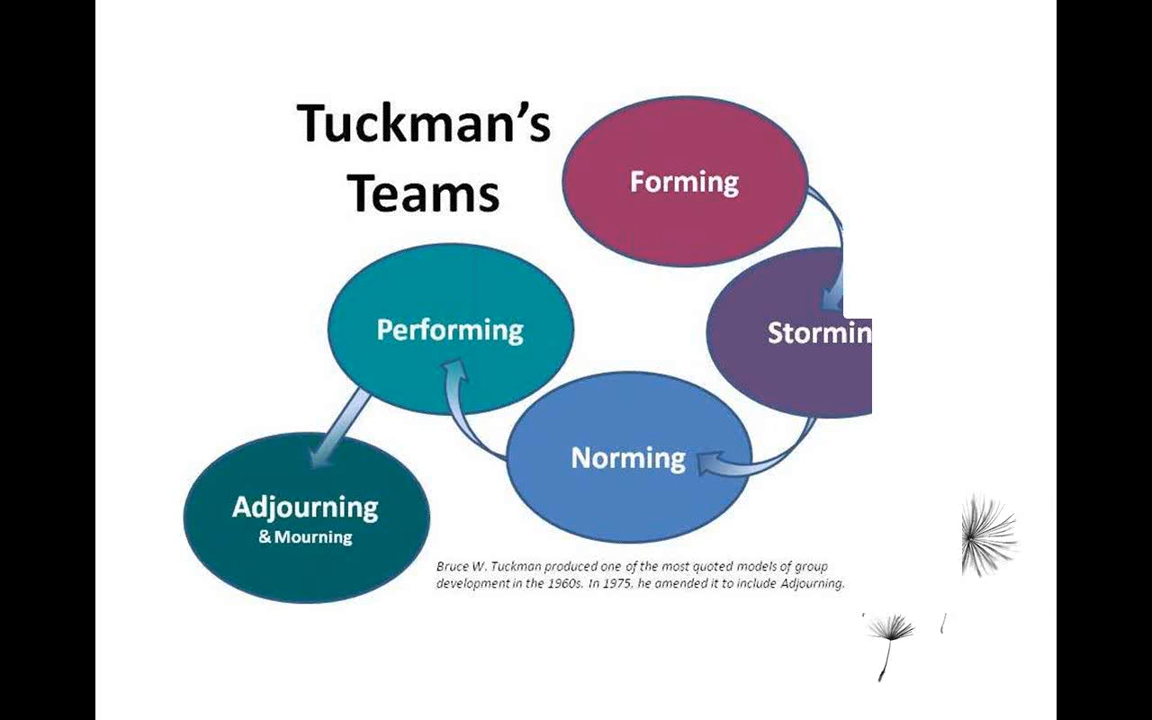 Tuckman's
Teams
Forming
Stormin
Norming
Performing
Adjourning
& Mourning
Bruce W. Tuckman produced one of the most quoted models of group
development in the 1960s. In 1975, he amended it to include Adjourning.